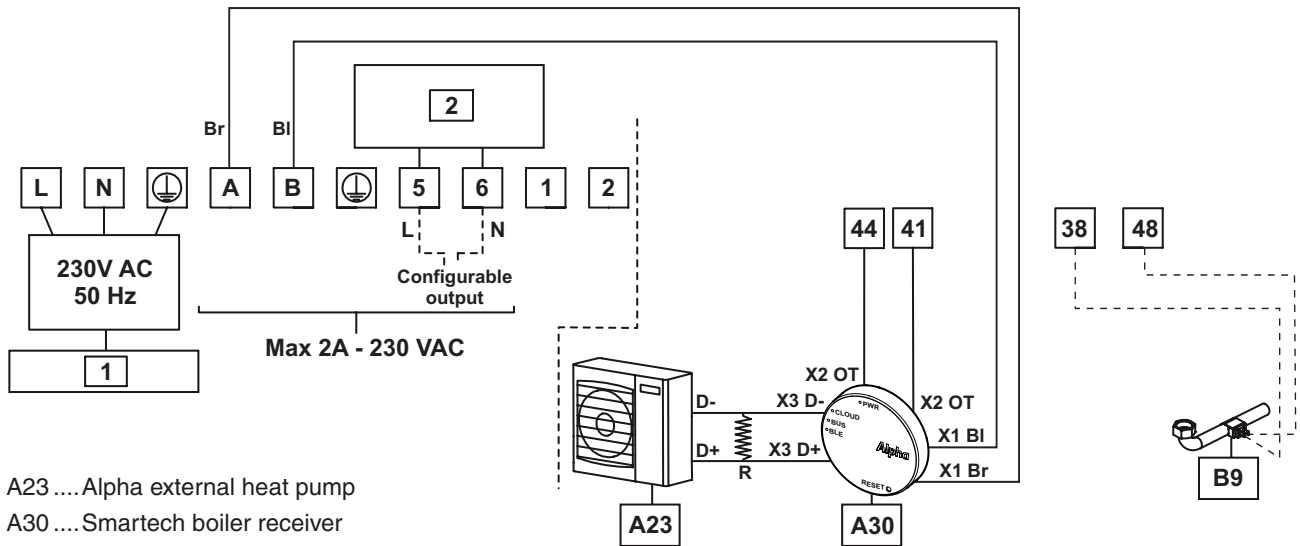 Br
Bl
2
L
N
A
B
5
6
1
2
L
N
Configurable
output
230V AC
50 Hz
Max 2A - 230 VAC
1
44
41
38
48
X2 OT
X2 OT
D-
X3 D-
D+
X3 D+
R
PWR
CLOUD
BUS
BLE
Alpha
RESET
X1 Bl
X1 Br
A23
A30
B9
A23 .... Alpha external heat pump
A30 .... Smartech boiler receiver